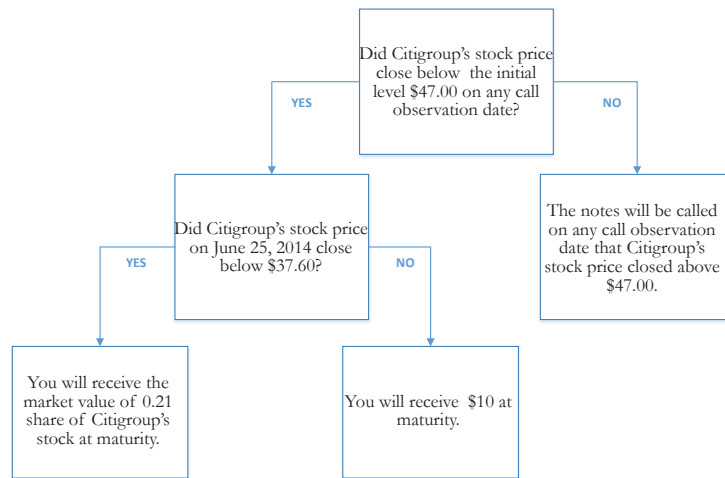 Did Citigroup's stock price
close below the initial
level $47.00 on any call
observation date?
YES
NO
Did Citigroup's stock price
on June 25, 2014 close
below $37.60?
The notes will be called
on any call observation
date that Citigroup's
stock price closed above
$47.00.
YES
NO
You will receive the
market value of 0.21
share of Citigroup's
stock at maturity.
You will receive $10 at
maturity.